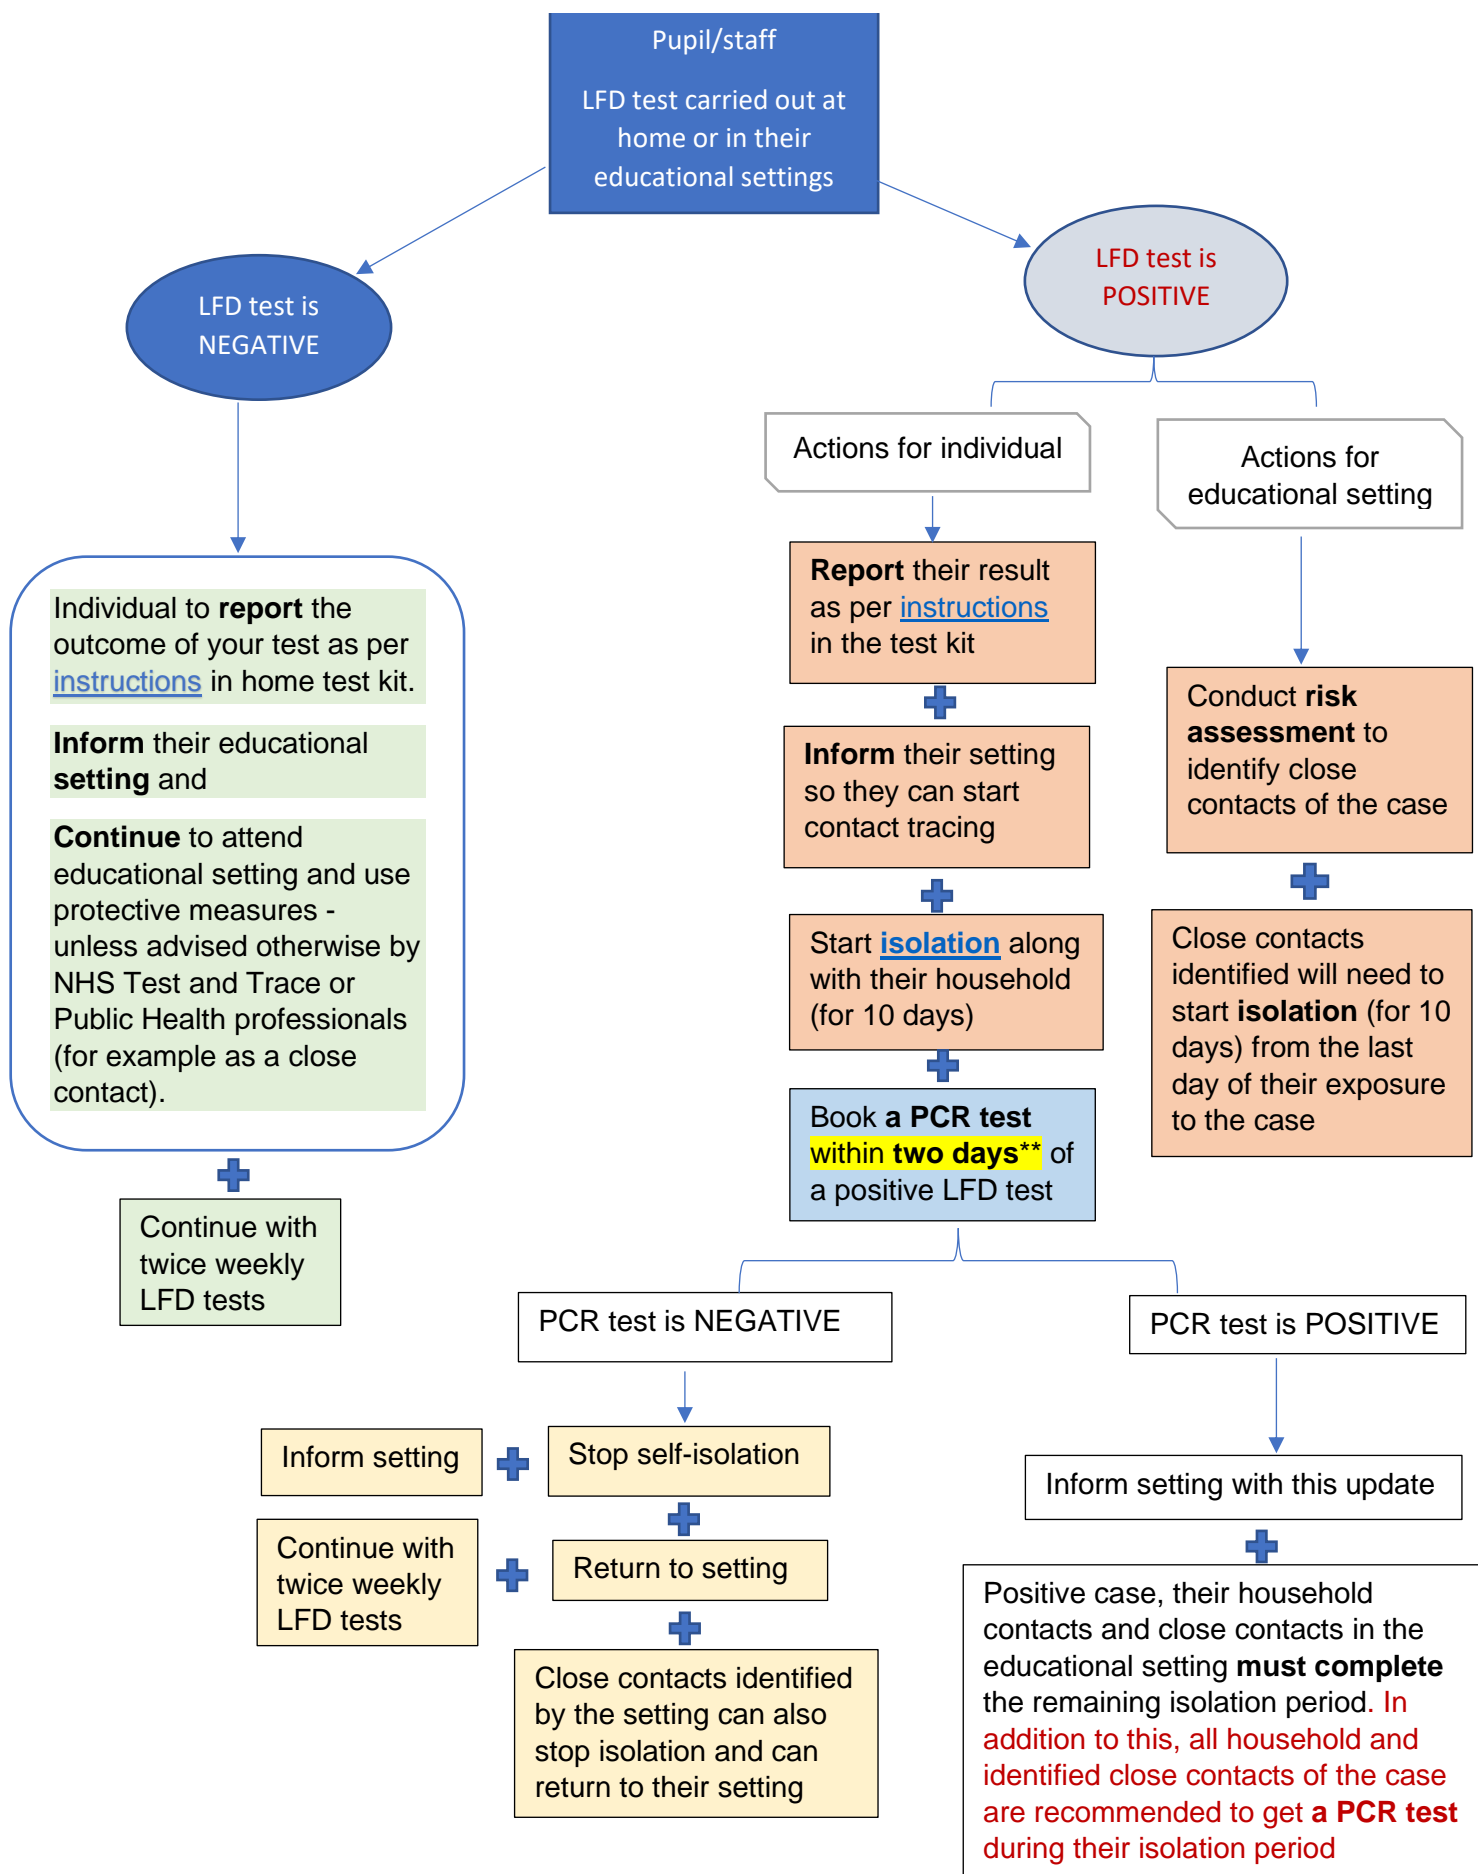 Pupil/staff
LFD test carried out at
home or in their
educational settings
LFD test is
NEGATIVE
LFD test is
POSITIVE
Individual to report the
outcome of your test as per
instructions in home test kit.
Inform their educational
setting and
Continue to attend
educational setting and use
protective measures -
unless advised otherwise by
NHS Test and Trace or
Public Health professionals
(for example as a close
contact).
Continue with
twice weekly
LFD tests
Actions for individual
Report their result
as per instructions
in the test kit
Inform their setting
so they can start
contact tracing
Start isolation along
with their household
(for 10 days)
Book a PCR test
within two days** of
a positive LFD test
Actions for
educational setting
Conduct risk
assessment to
identify close
contacts of the case
Close contacts
identified will need to
start isolation (for 10
days) from the last
day of their exposure
to the case
PCR test is NEGATIVE
Stop self-isolation
Inform setting
Return to setting
Continue with
twice weekly
LFD tests
Close contacts identified
by the setting can also
stop isolation and can
return to their setting
PCR test is POSITIVE
Inform setting with this update
Positive case, their household
contacts and close contacts in the
educational setting must complete
the remaining isolation period. In
addition to this, all household and
identified close contacts of the case
are recommended to get a PCR test
during their isolation period